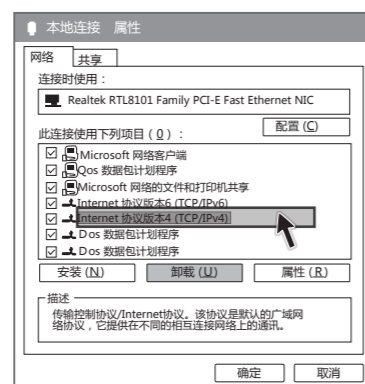 本地连接 属性
网络 共享
连接时使用：
Realtek RTL8101 Family PCI-E Fast Ethernet NIC
配置 (C)
此连接使用下列项目 ( 0 ) ：
Microsoft 网络客户端
Qos 数据包计划程序
Microsoft 网络的文件和打印机共享
Internet 协议版本6 (TCP/IPv6)
Internet 协议版本4 (TCP/IPv4)
Dos 数据包计划程序
Dos 数据包计划程序
安装 (N) 卸载 (U) 属性 (R)
描述
传输控制协议/Internet协议。该协议是默认的广域网
络协议，它提供在不同的相互连接网络上的通讯。
确定 取消